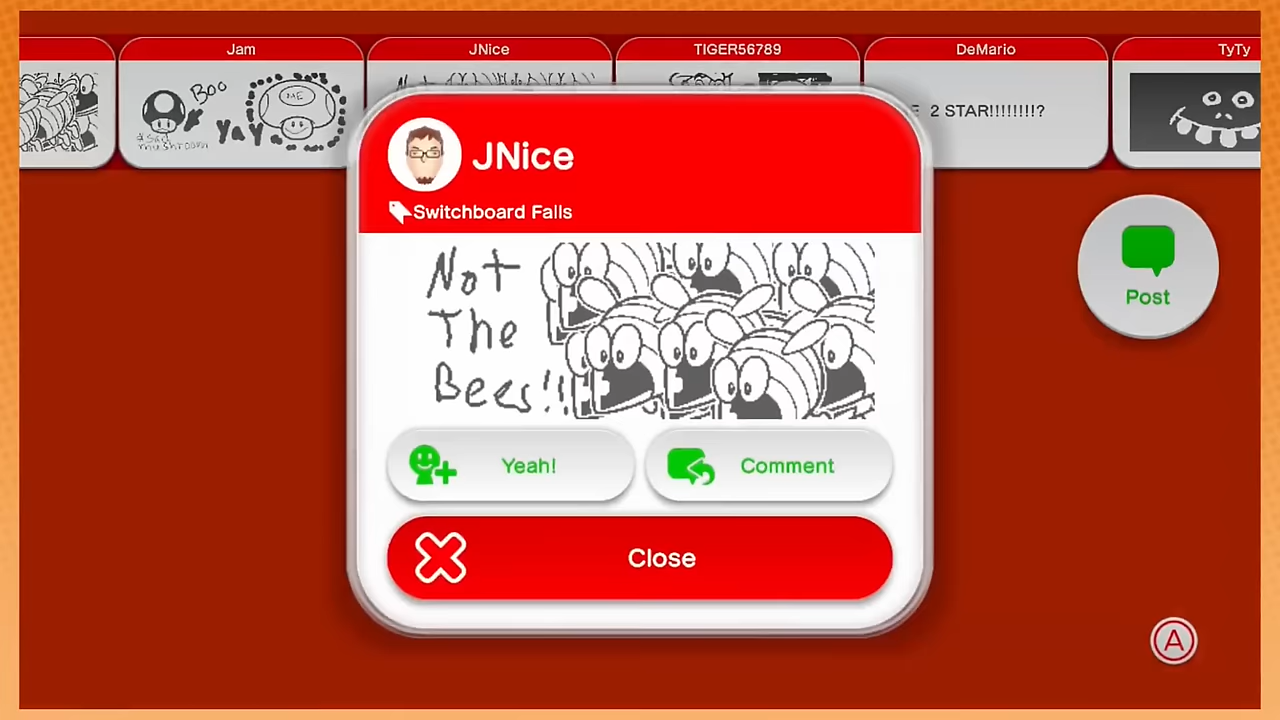 Jam
JNice
TIGER56789
DeMario
TyTy
Boo
ME
Yay
2 STAR!!!!!!!!?
JNice
Switchboard Falls
Not
The
Bees!!
Post
Yeah!
Comment
Close
A